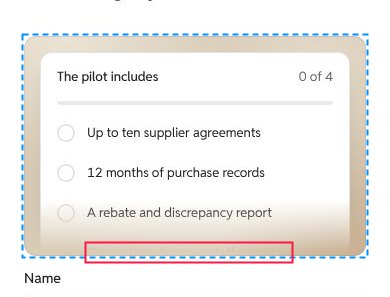 The pilot includes
0 of 4
Up to ten supplier agreements
12 months of purchase records
A rebate and discrepancy report
Name